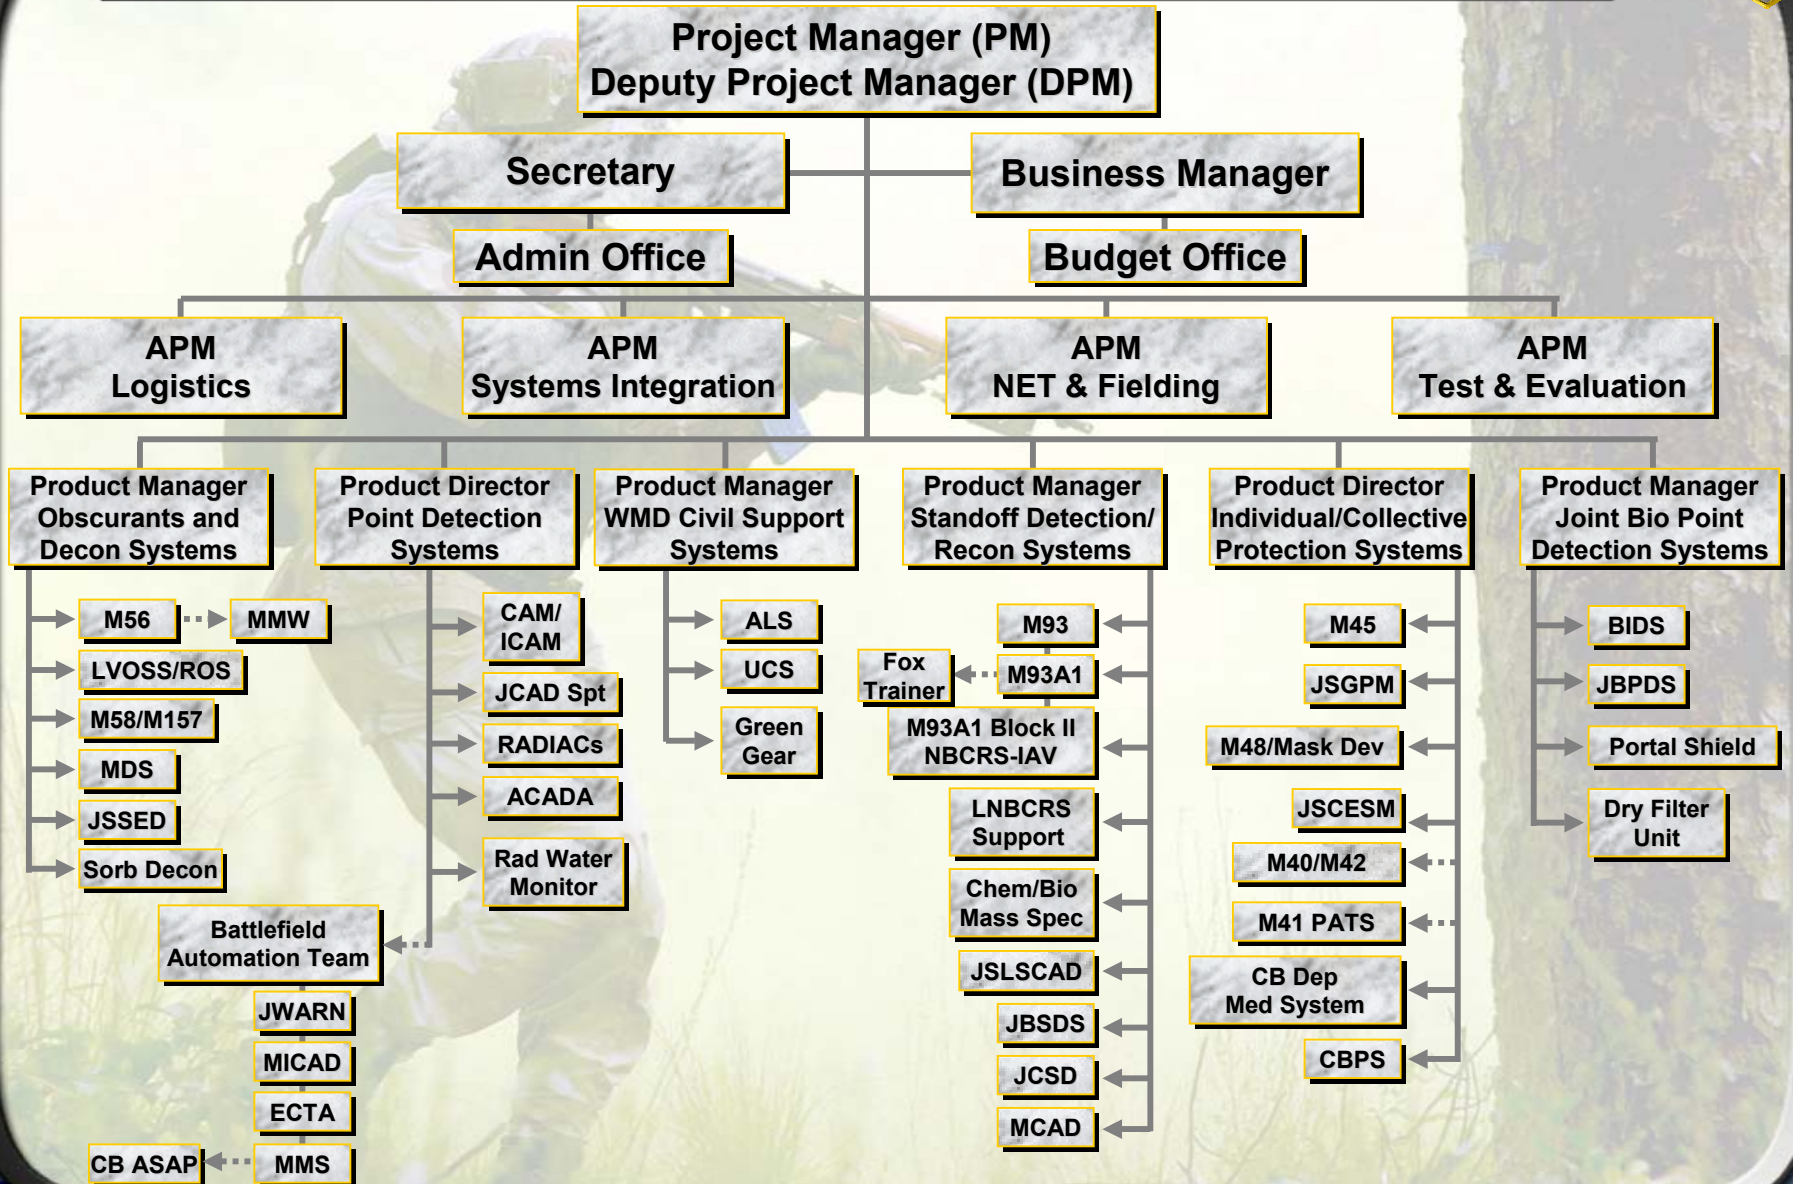 Project Manager (PM)
Deputy Project Manager (DPM)
Secretary
Business Manager
Admin Office
Budget Office
APM
Logistics
APM
Systems Integration
APM
NET & Fielding
APM
Test & Evaluation
Product Manager
Obscurants and
Decon Systems
M56
MMW
LVOSS/ROS
M58/M157
MDS
JSSED
Sorb Decon
Product Director
Point Detection
Systems
CAM/
ICAM
JCAD Spt
RADIACs
ACADA
Rad Water
Monitor
Battlefield
Automation Team
JWARN
MICAD
ECTA
MMS
CB ASAP
Product Manager
WMD Civil Support
Systems
ALS
UCS
Green
Gear
Product Manager
Standoff Detection/
Recon Systems
M93
M93A1
Fox
Trainer
M93A1 Block II
NBCRS-IAV
LNBCRS
Support
Chem/Bio
Mass Spec
JSLSCAD
JBSDS
JCSD
MCAD
Product Director
Individual/Collective
Protection Systems
M45
JSGPM
M48/Mask Dev
JSCESM
M40/M42
M41 PATS
CB Dep
Med System
CBPS
Product Manager
Joint Bio Point
Detection Systems
BIDS
JBPDS
Portal Shield
Dry Filter
Unit